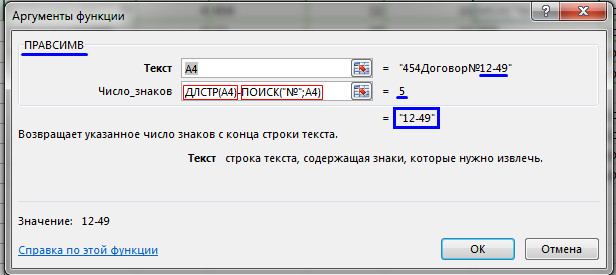 Аргументы функции
ПРАВСИМВ
Текст A4 = "454Договор№12-49"
Число_знаков ДЛСТР(A4)-ПОИСК("№";A4) = 5
= "12-49"
Возвращает указанное число знаков с конца строки текста.
Текст строка текста, содержащая знаки, которые нужно извлечь.
Значение: 12-49
Справка по этой функции ОК Отмена